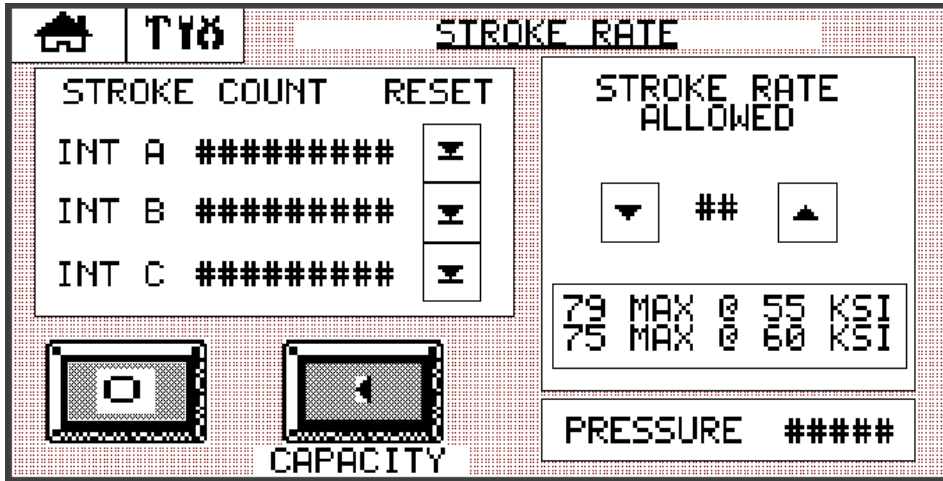 STROKE RATE
STROKE COUNT RESET
INT A #########
INT B #########
INT C #########
STROKE RATE
ALLOWED
##
79 MAX @ 55 KSI
75 MAX @ 60 KSI
PRESSURE #####
CAPACITY